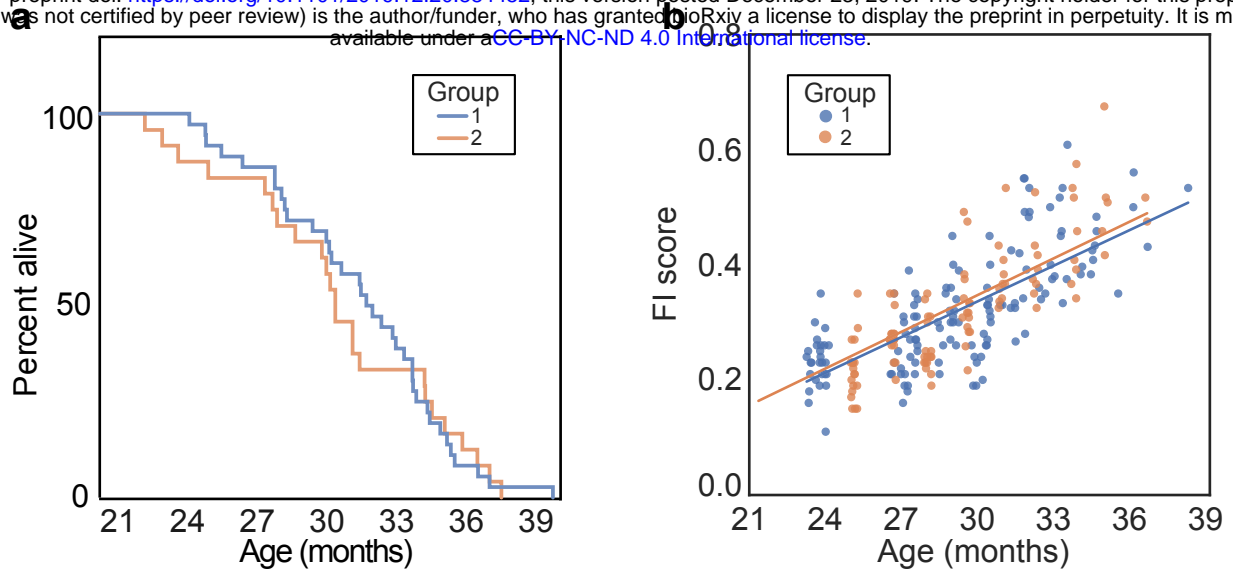 was not certified by peer review) is the author/funder, who has granted bioRxiv a license to display the preprint in perpetuity. It is m
available under aCC-BY-NC-ND 4.0 International license.
a
Percent alive
100
50
0
Group
1
2
21 24 27 30 33 36 39
Age (months)
b
FI score
0.8
0.6
0.4
0.2
0.0
Group
1
2
21 24 27 30 33 36 39
Age (months)